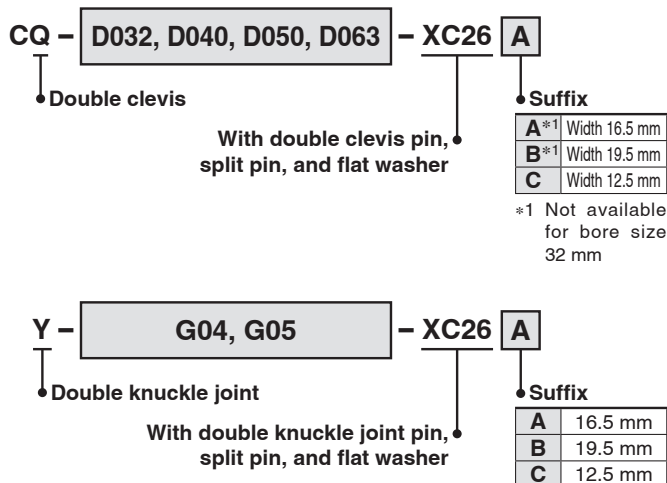 CQ – D032, D040, D050, D063 – XC26 A
Double clevis
With double clevis pin,
split pin, and flat washer
Suffix
A*1 Width 16.5 mm
B*1 Width 19.5 mm
C Width 12.5 mm
*1 Not available
for bore size
32 mm
Y – G04, G05 – XC26 A
Double knuckle joint
With double knuckle joint pin,
split pin, and flat washer
Suffix
A 16.5 mm
B 19.5 mm
C 12.5 mm